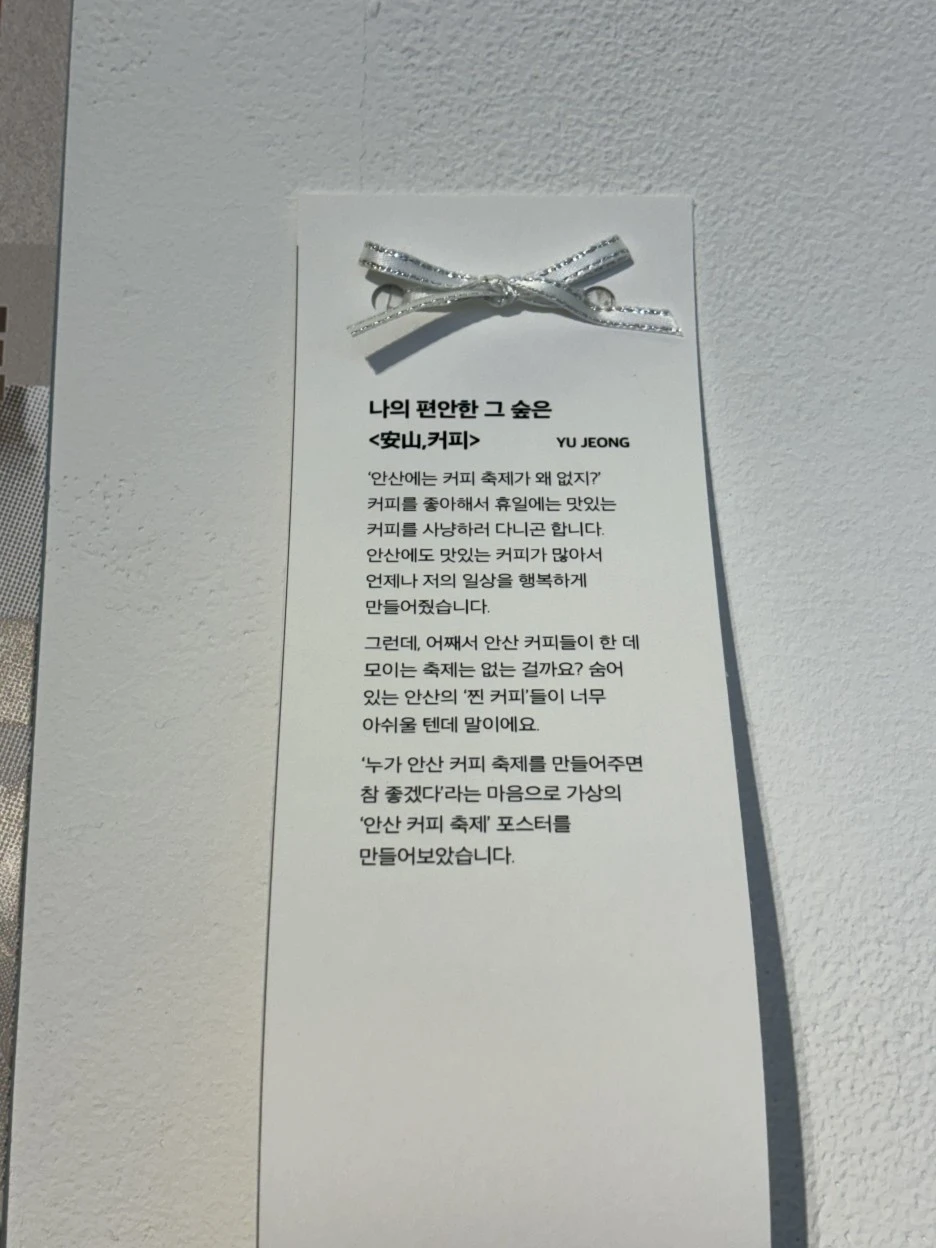 나의 편안한 그 숲은
<安山,커피> YU JEONG
'안산에는 커피 축제가 왜 없지?'
커피를 좋아해서 휴일에는 맛있는
커피를 사냥하러 다니곤 합니다.
안산에도 맛있는 커피가 많아서
언제나 저의 일상을 행복하게
만들어줬습니다.
그런데, 어째서 안산 커피들이 한 데
모이는 축제는 없는 걸까요? 숨어
있는 안산의 '찐 커피'들이 너무
아쉬울 텐데 말이에요.
'누가 안산 커피 축제를 만들어주면
참 좋겠다'라는 마음으로 가상의
'안산 커피 축제' 포스터를
만들어보았습니다.